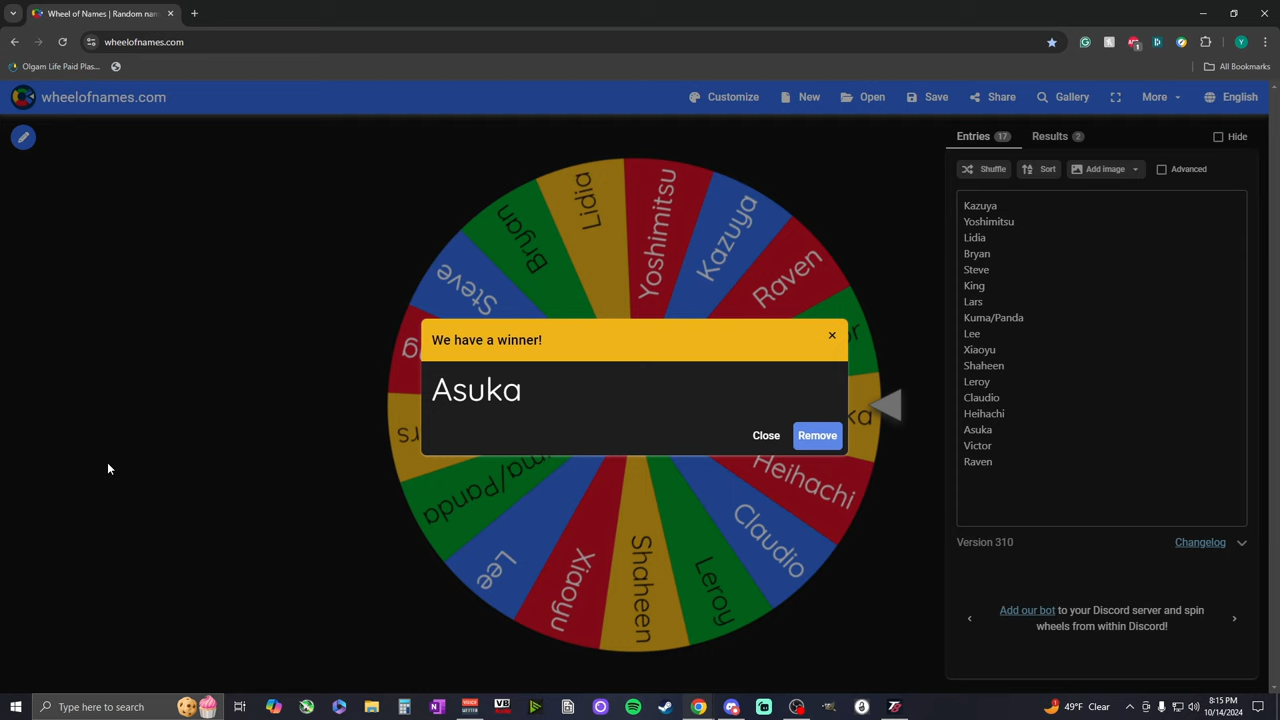 Wheel of Names | Random nam
wheelofnames.com
Olgam Life Paid Plas...
All Bookmarks
wheelofnames.com
Customize
New
Open
Save
Share
Gallery
More
English
Entries 17
Results 2
Hide
Shuffle
Sort
Add image
Advanced
Kazuya
Yoshimitsu
Lidia
Bryan
Steve
King
Lars
Kuma/Panda
Lee
Xiaoyu
Shaheen
Leroy
Claudio
Heihachi
Asuka
Victor
Raven
Version 310
Changelog
Add our bot to your Discord server and spin
wheels from within Discord!
Lidia
Yoshimitsu
Kazuya
Raven
or
ka
Heihachi
Claudio
Leroy
Shaheen
Xiaoyu
Lee
ma/Panda
rs
g
Steve
Bryan
We have a winner!
Asuka
Close
Remove
Type here to search
49°F Clear
8:15 PM
10/14/2024